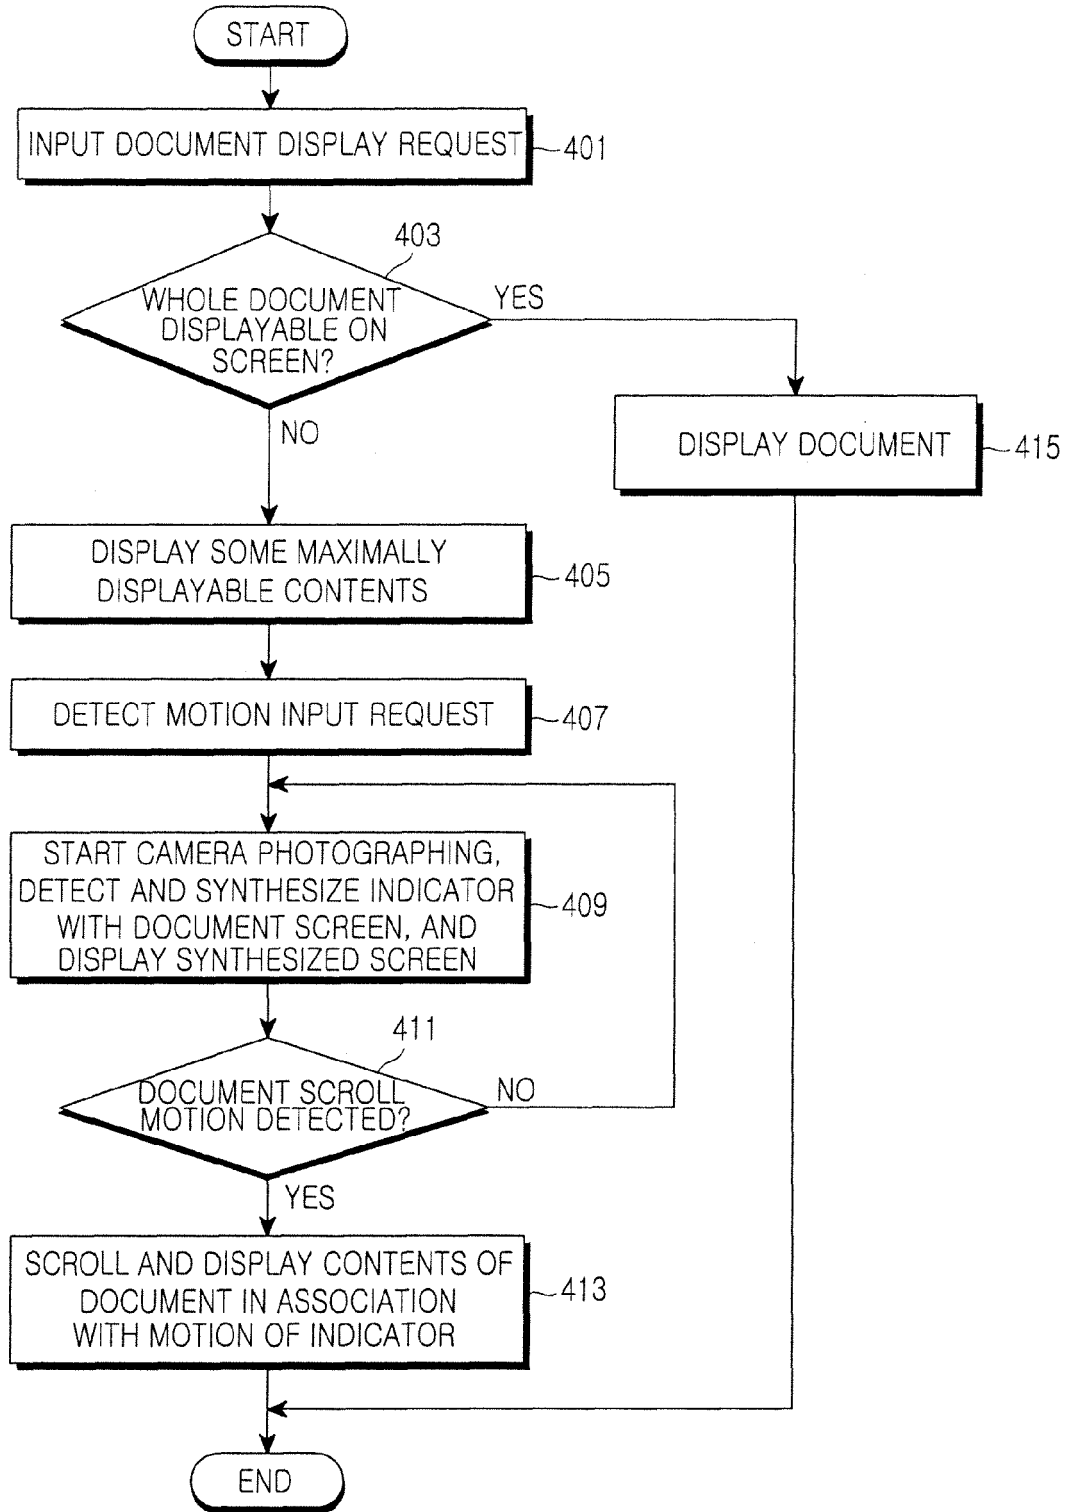 START
INPUT DOCUMENT DISPLAY REQUEST
401
403
WHOLE DOCUMENT
DISPLAYABLE ON
SCREEN?
YES
NO
DISPLAY DOCUMENT
415
DISPLAY SOME MAXIMALLY
DISPLAYABLE CONTENTS
405
DETECT MOTION INPUT REQUEST
407
START CAMERA PHOTOGRAPHING,
DETECT AND SYNTHESIZE INDICATOR
WITH DOCUMENT SCREEN, AND
DISPLAY SYNTHESIZED SCREEN
409
411
DOCUMENT SCROLL
MOTION DETECTED?
NO
YES
SCROLL AND DISPLAY CONTENTS OF
DOCUMENT IN ASSOCIATION
WITH MOTION OF INDICATOR
413
END